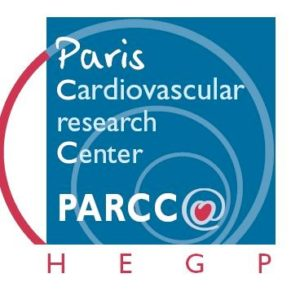 Paris
Cardiovascular
research
Center
PARCC@
H E G P